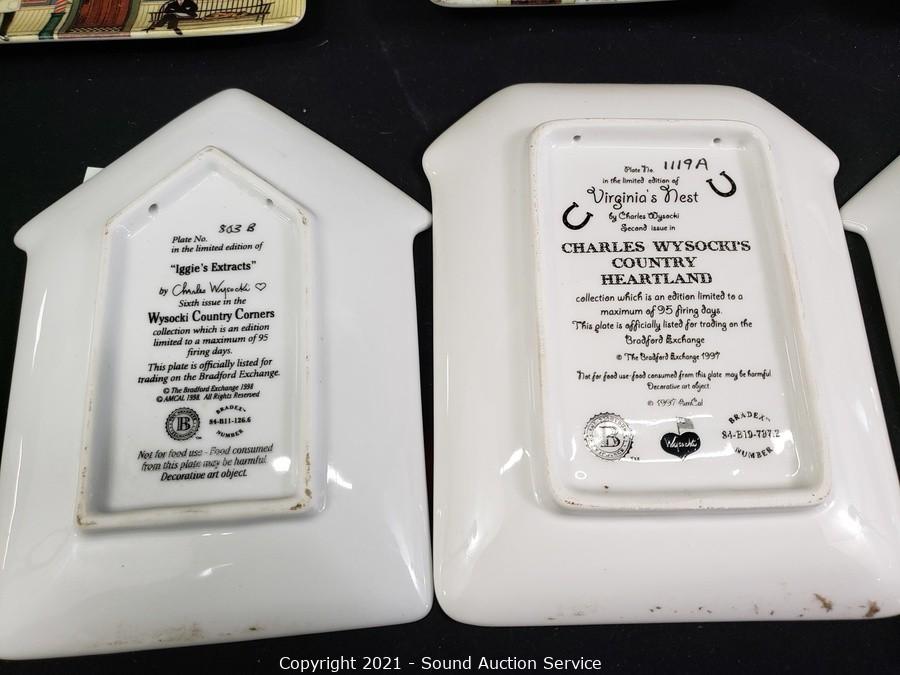 Plate No. 803 B
in the limited edition of
"Iggie's Extracts"
by Charles Wysocki ♡
Sixth issue in the
Wysocki Country Corners
collection which is an edition
limited to a maximum of 95
firing days.
This plate is officially listed for
trading on the Bradford Exchange.
© The Bradford Exchange 1998
© AMCAL 1998. All Rights Reserved
B
BRADEX™
84-B11-126.6
NUMBER
Not for food use - Food consumed
from this plate may be harmful.
Decorative art object.
Plate No. 1119A
in the limited edition of
Virginia's Nest
by Charles Wysocki
Second issue in
CHARLES WYSOCKI'S
COUNTRY
HEARTLAND
collection which is an edition limited to a
maximum of 95 firing days.
This plate is officially listed for trading on the
Bradford Exchange
© The Bradford Exchange 1997
Not for food use-food consumed from this plate may be harmful
Decorative art object.
© 1997 AmCal
B
Wysocki
BRADEX™
84-B19-797.2
NUMBER
Copyright 2021 - Sound Auction Service